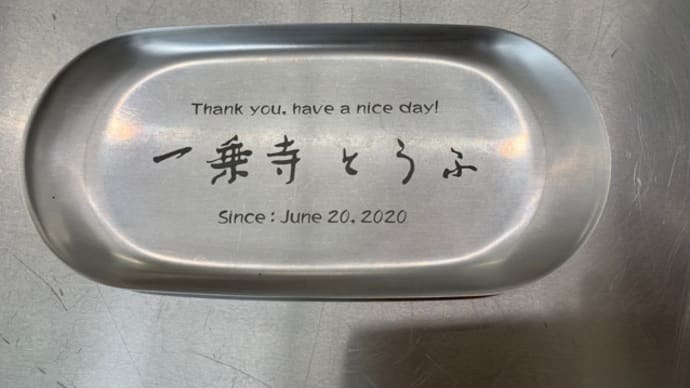 Thank you, have a nice day!
一乗寺とうふ
Since : June 20, 2020